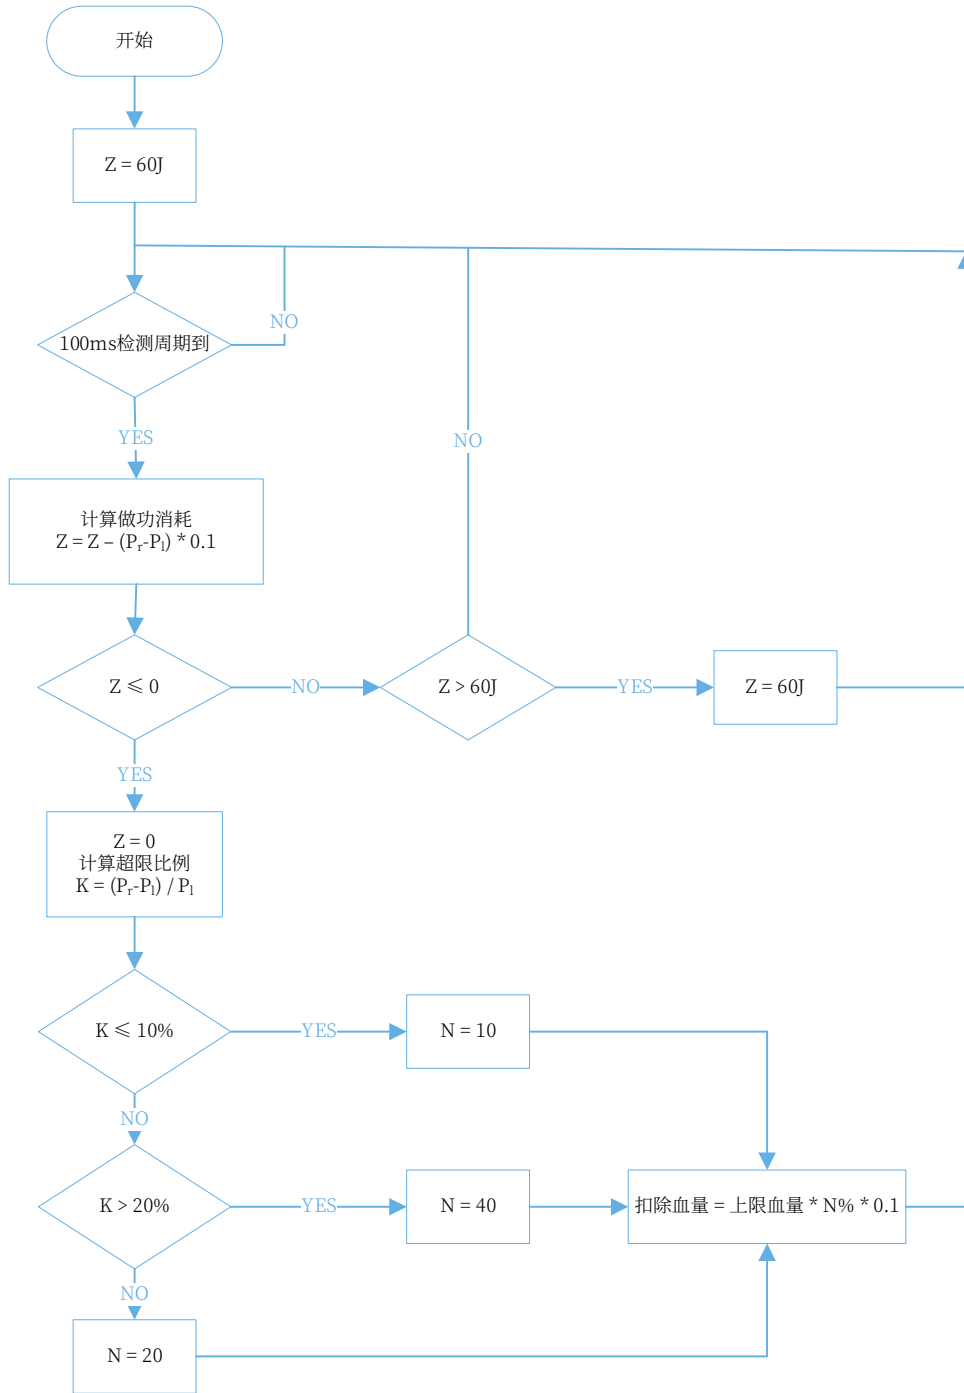 开始
Z = 60J
NO
100ms检测周期到
YES
NO
计算做功消耗
Z = Z – (Pr-Pl) * 0.1
Z ≤ 0
NO
Z > 60J
YES
Z = 60J
YES
Z = 0
计算超限比例
K = (Pr-Pl) / Pl
K ≤ 10%
YES
N = 10
NO
K > 20%
YES
N = 40
扣除血量 = 上限血量 * N% * 0.1
NO
N = 20